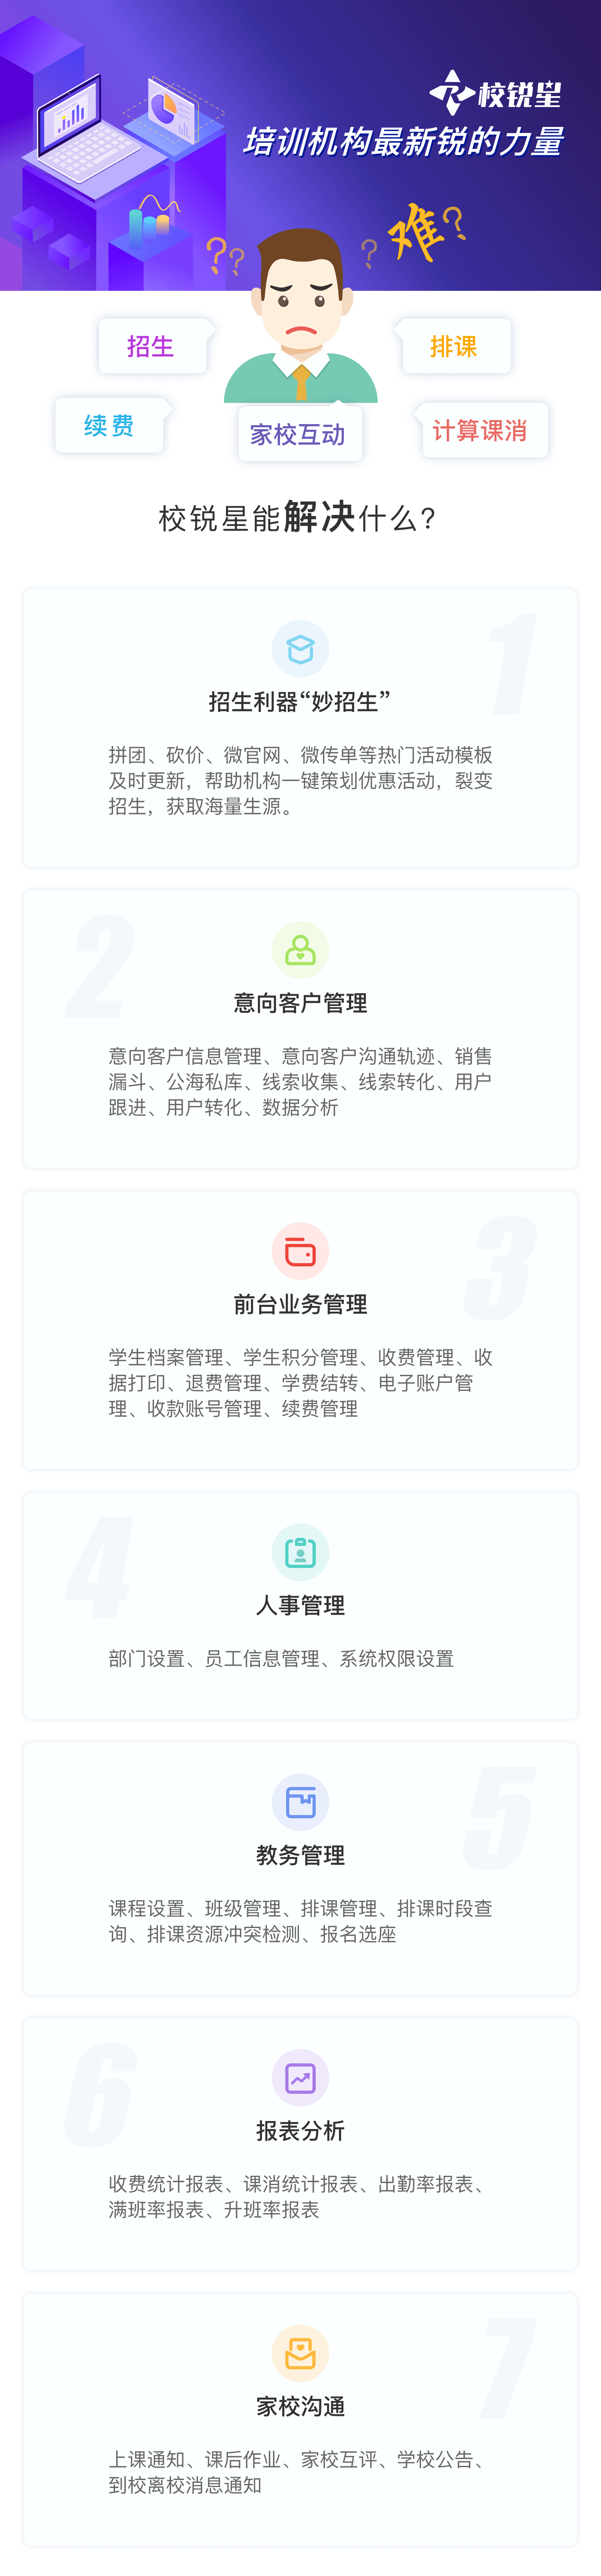 校锐星
培训机构最新锐的力量
? ? ? 难 ?
招生
排课
续费
家校互动
计算课消
校锐星能解决什么?
1
招生利器“妙招生”
拼团、砍价、微官网、微传单等热门活动模板
及时更新，帮助机构一键策划优惠活动，裂变
招生，获取海量生源。
2
意向客户管理
意向客户信息管理、意向客户沟通轨迹、销售
漏斗、公海私库、线索收集、线索转化、用户
跟进、用户转化、数据分析
3
前台业务管理
学生档案管理、学生积分管理、收费管理、收
据打印、退费管理、学费结转、电子账户管
理、收款账号管理、续费管理
4
人事管理
部门设置、员工信息管理、系统权限设置
5
教务管理
课程设置、班级管理、排课管理、排课时段查
询、排课资源冲突检测、报名选座
6
报表分析
收费统计报表、课消统计报表、出勤率报表、
满班率报表、升班率报表
7
家校沟通
上课通知、课后作业、家校互评、学校公告、
到校离校消息通知